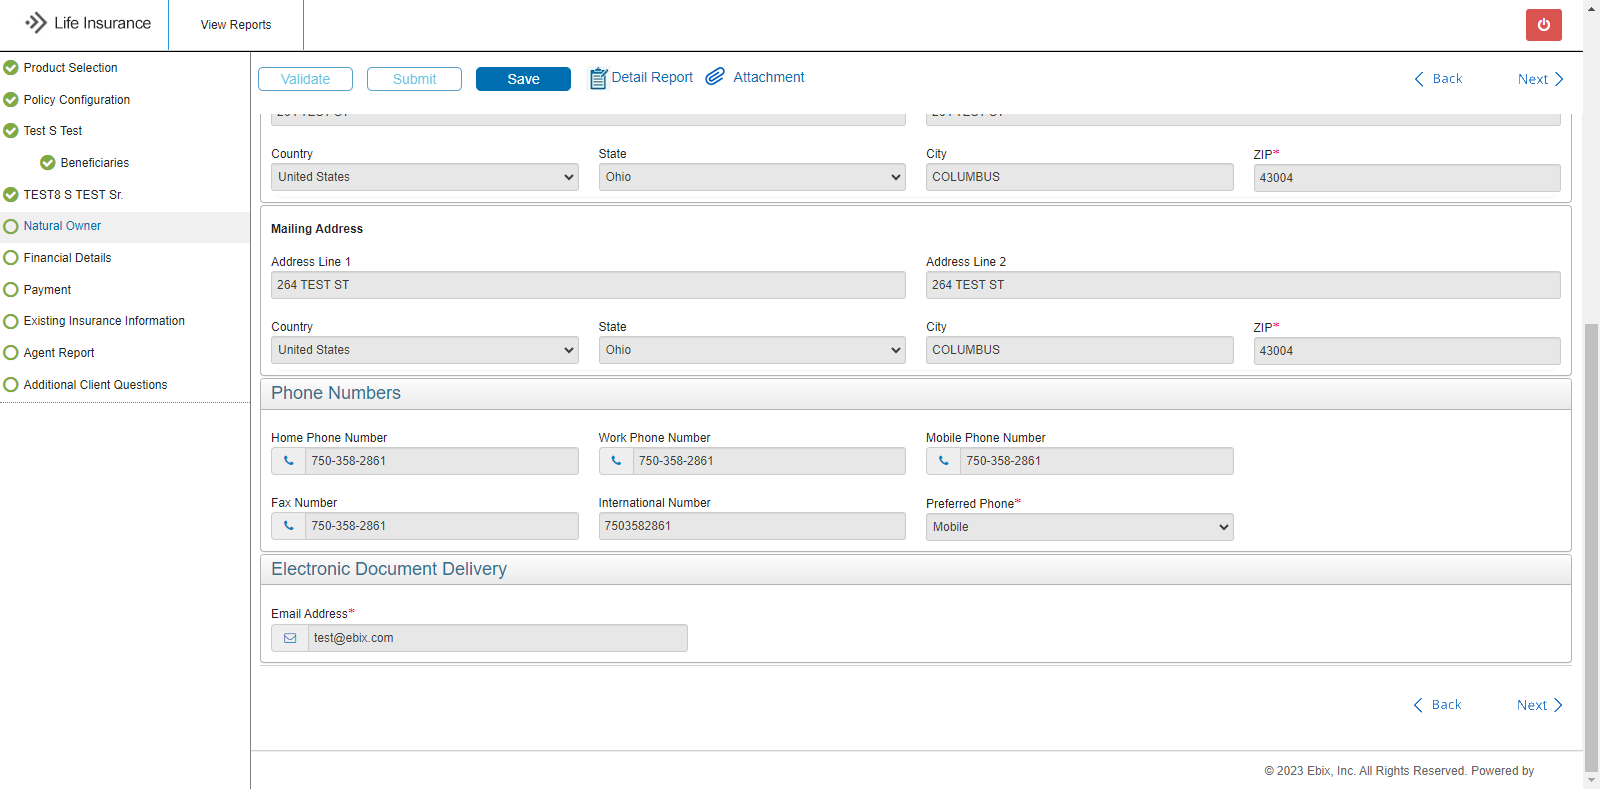 Life Insurance
View Reports
Product Selection
Policy Configuration
Test S Test
Beneficiaries
TEST8 S TEST Sr.
Natural Owner
Financial Details
Payment
Existing Insurance Information
Agent Report
Additional Client Questions
Validate Submit Save Detail Report Attachment Back Next
Country State City ZIP*
United States Ohio COLUMBUS 43004
Mailing Address
Address Line 1 Address Line 2
264 TEST ST 264 TEST ST
Country State City ZIP*
United States Ohio COLUMBUS 43004
Phone Numbers
Home Phone Number Work Phone Number Mobile Phone Number
750-358-2861 750-358-2861 750-358-2861
Fax Number International Number Preferred Phone*
750-358-2861 7503582861 Mobile
Electronic Document Delivery
Email Address*
test@ebix.com
Back Next
© 2023 Ebix, Inc. All Rights Reserved. Powered by